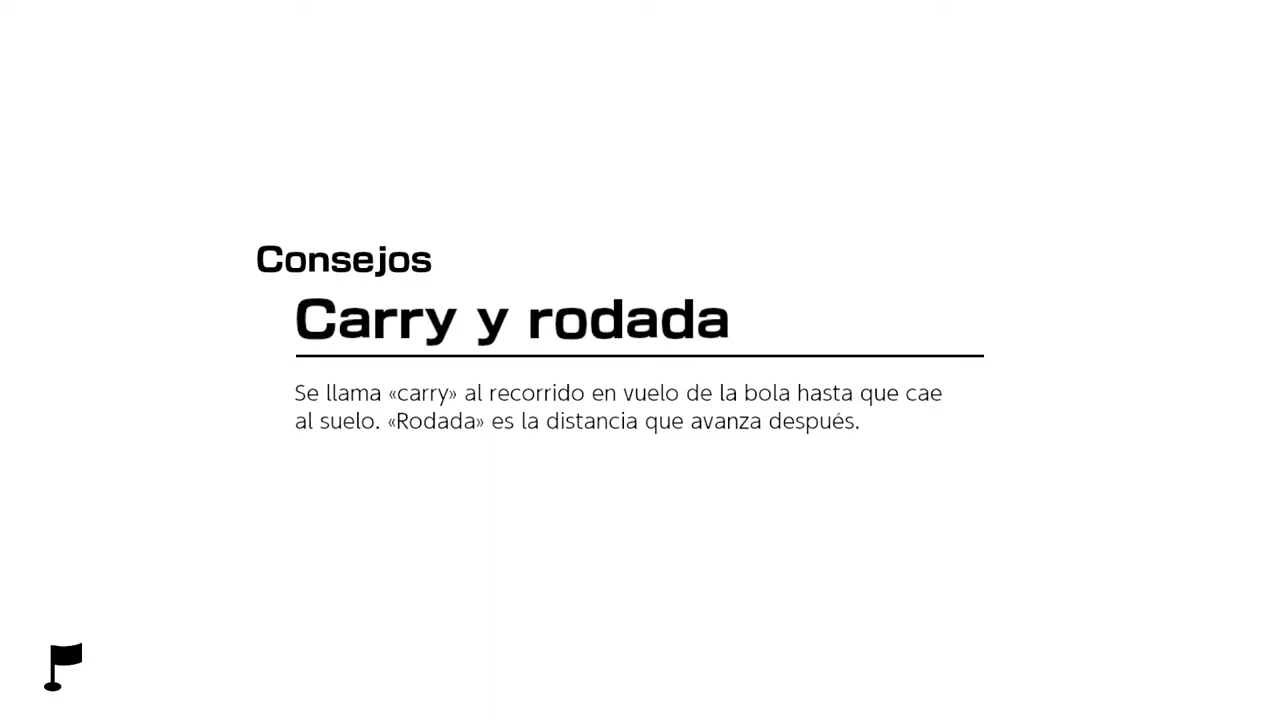 Consejos
Carry y rodada
Se llama «carry» al recorrido en vuelo de la bola hasta que cae
al suelo. «Rodada» es la distancia que avanza después.